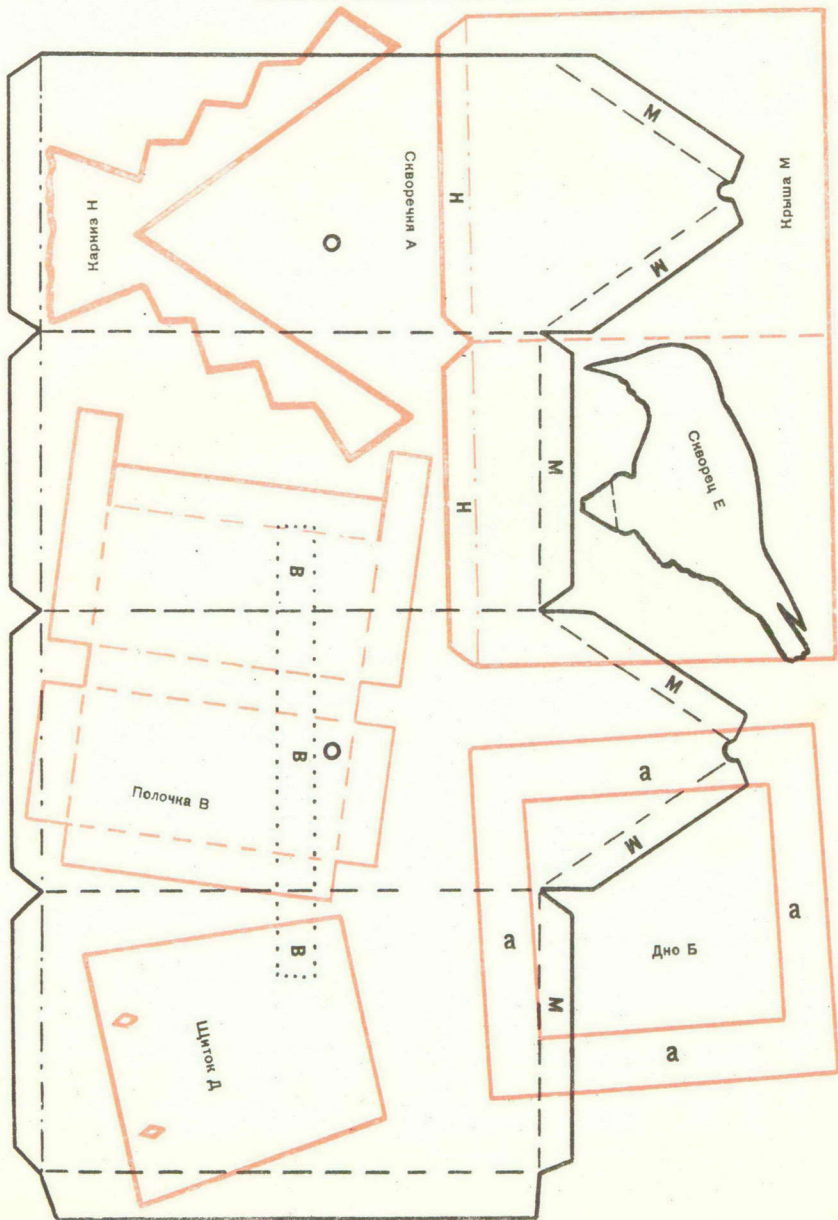 М
Крыша М
Скворечня А
Н
Карниз Н
М
М
Скворец Е
Н
В
М
В
а
Полочка В
М
а
а
Дно Б
В
М
Щиток Д
а